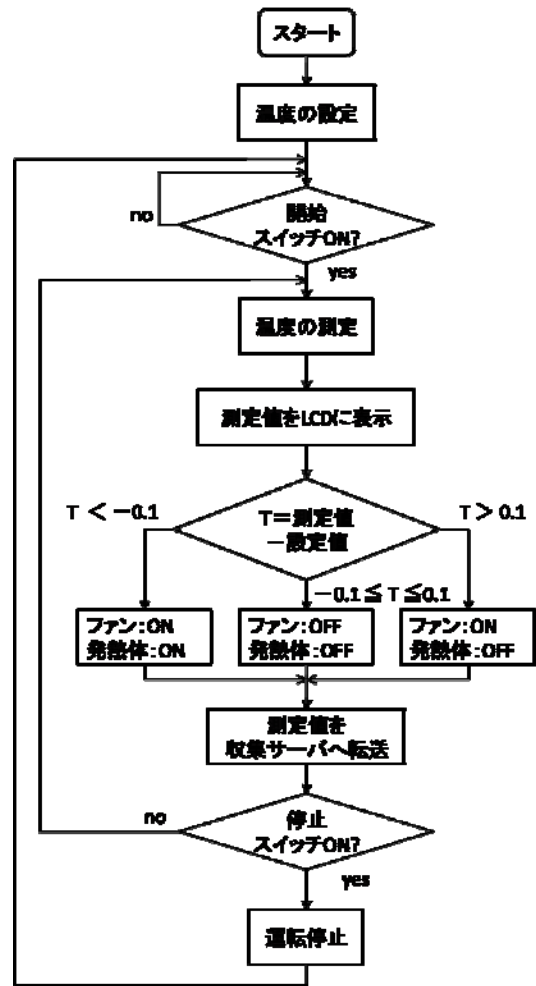 スタート
温度の設定
開始
スイッチON?
no
yes
温度の測定
測定値をLCDに表示
T < －0.1
T＝測定値
－設定値
T > 0.1
－0.1≦ T ≦0.1
ファン:ON
発熱体:ON
ファン:OFF
発熱体:OFF
ファン:ON
発熱体:OFF
測定値を
収集サーバへ転送
no
停止
スイッチON?
yes
運転停止